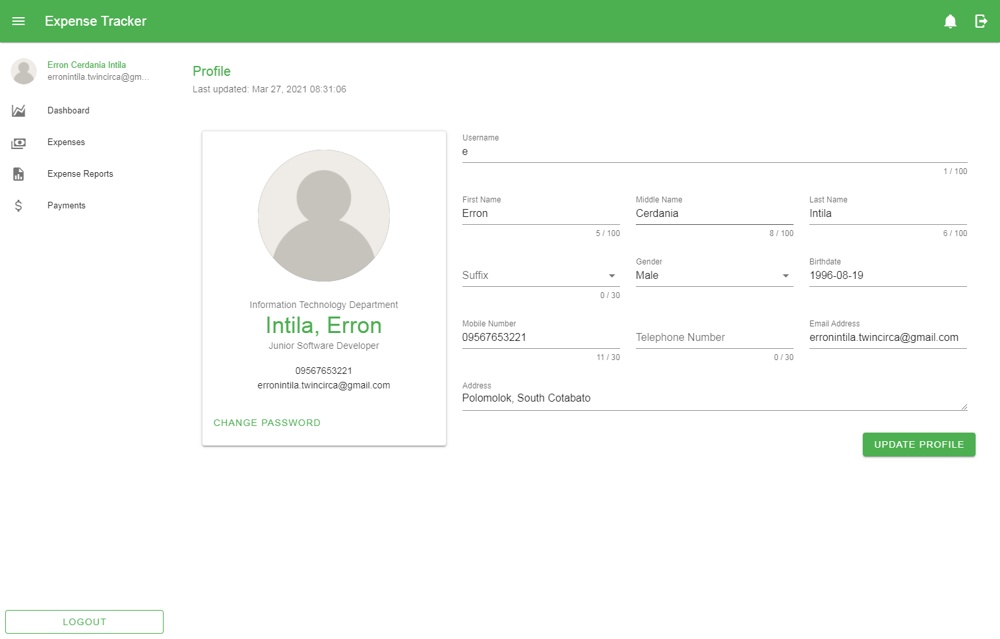 Expense Tracker
Erron Cerdania Intila
erronintila.twincirca@gm...
Dashboard
Expenses
Expense Reports
Payments
LOGOUT
Profile
Last updated: Mar 27, 2021 08:31:06
Information Technology Department
Intila, Erron
Junior Software Developer
09567653221
erronintila.twincirca@gmail.com
CHANGE PASSWORD
Username
e
1 / 100
First Name
Erron
5 / 100
Middle Name
Cerdania
8 / 100
Last Name
Intila
6 / 100
Suffix
0 / 30
Gender
Male
Birthdate
1996-08-19
Mobile Number
09567653221
11 / 30
Telephone Number
0 / 30
Email Address
erronintila.twincirca@gmail.com
Address
Polomolok, South Cotabato
UPDATE PROFILE